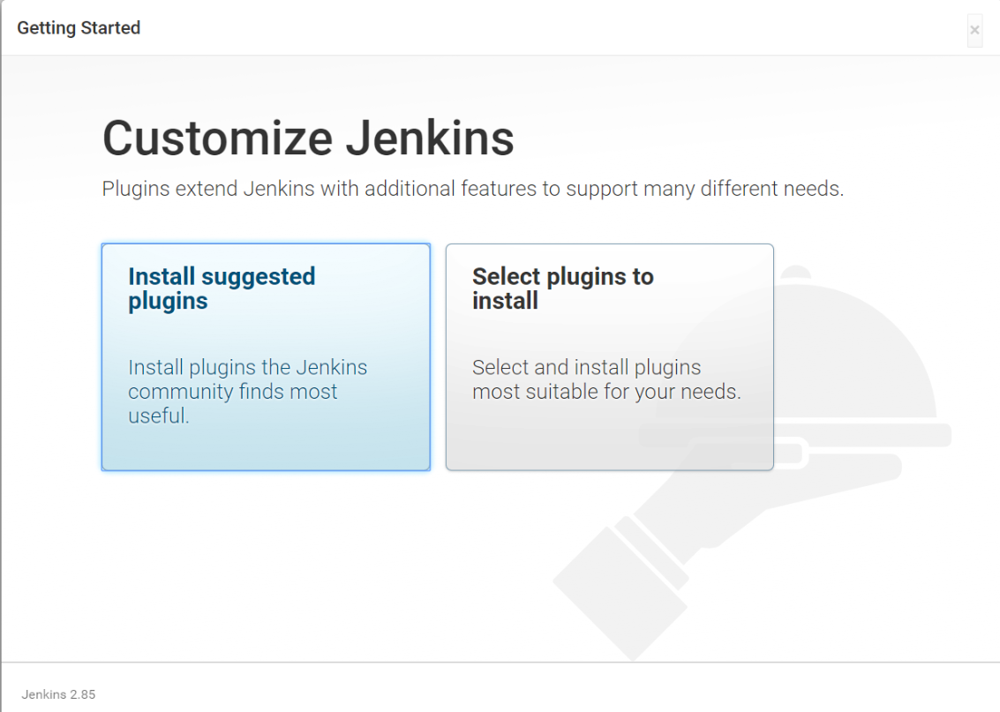 Getting Started
×
Customize Jenkins
Plugins extend Jenkins with additional features to support many different needs.
Install suggested
plugins
Install plugins the Jenkins
community finds most
useful.
Select plugins to
install
Select and install plugins
most suitable for your needs.
Jenkins 2.85